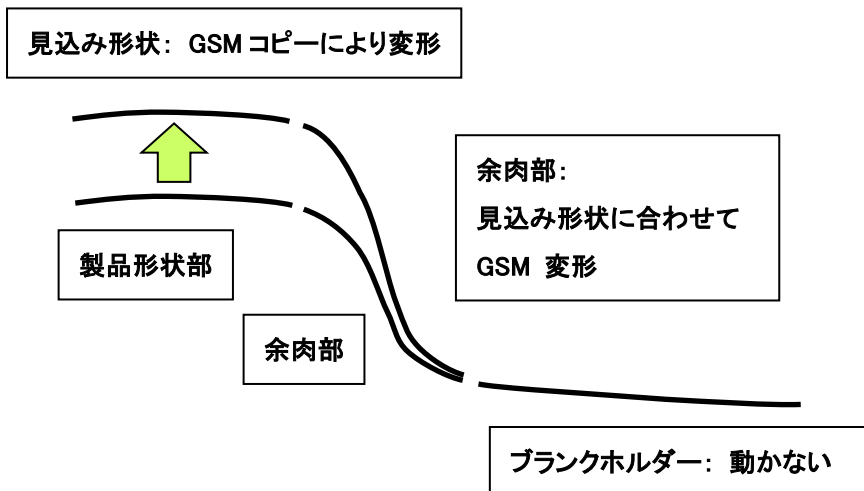 見込み形状: GSM コピーにより変形
余肉部:
見込み形状に合わせて
GSM 変形
製品形状部
余肉部
ブランクホルダー: 動かない